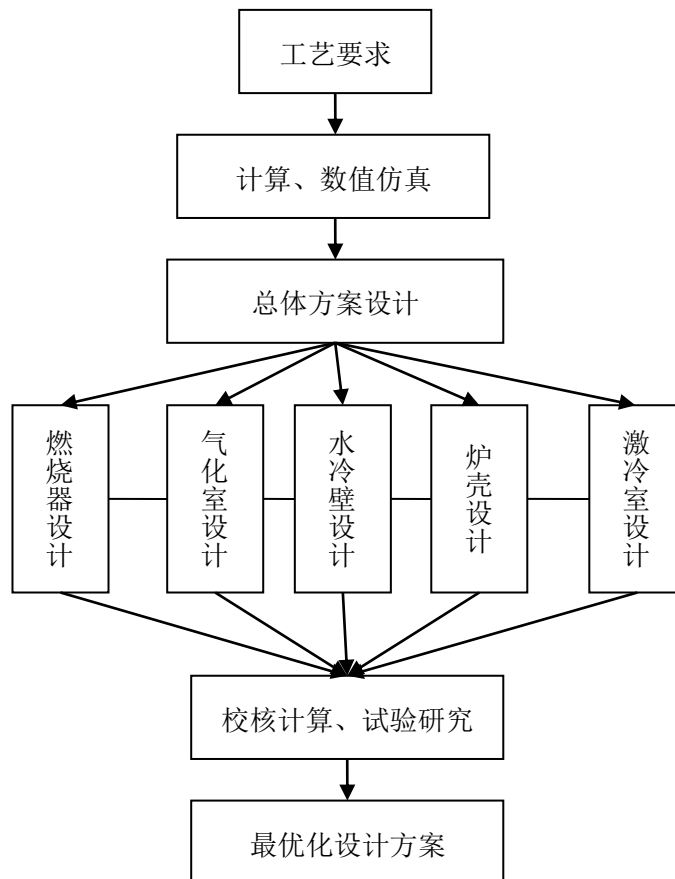 工艺要求
计算、数值仿真
总体方案设计
燃烧器设计
气化室设计
水冷壁设计
炉壳设计
激冷室设计
校核计算、试验研究
最优化设计方案